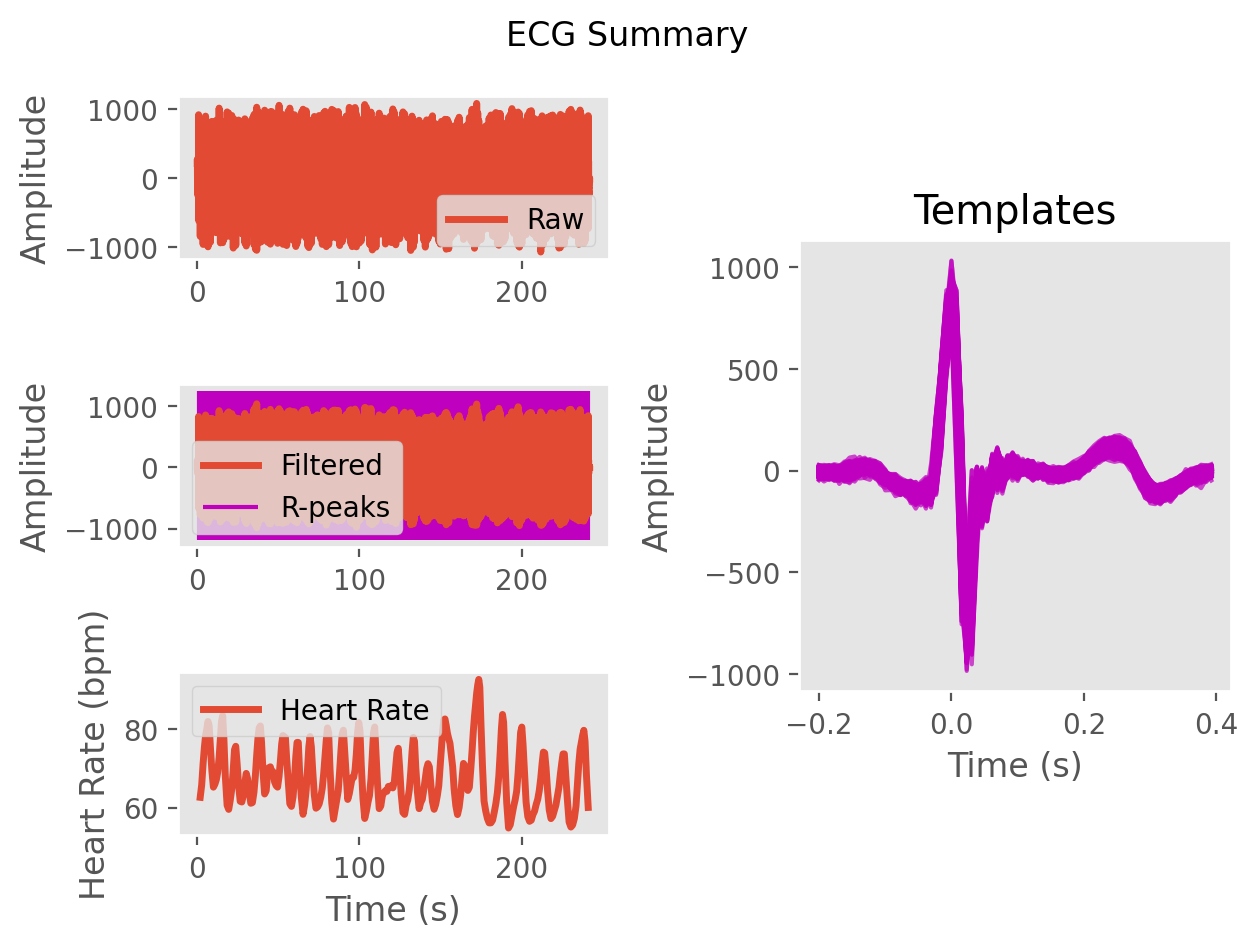 ECG Summary
Amplitude
1000
0
−1000
Raw
0 100 200
Amplitude
1000
0
−1000
Filtered
R-peaks
0 100 200
Heart Rate (bpm)
80
60
Heart Rate
0 100 200
Time (s)
Templates
Amplitude
1000
500
0
−500
−1000
−0.2 0.0 0.2 0.4
Time (s)